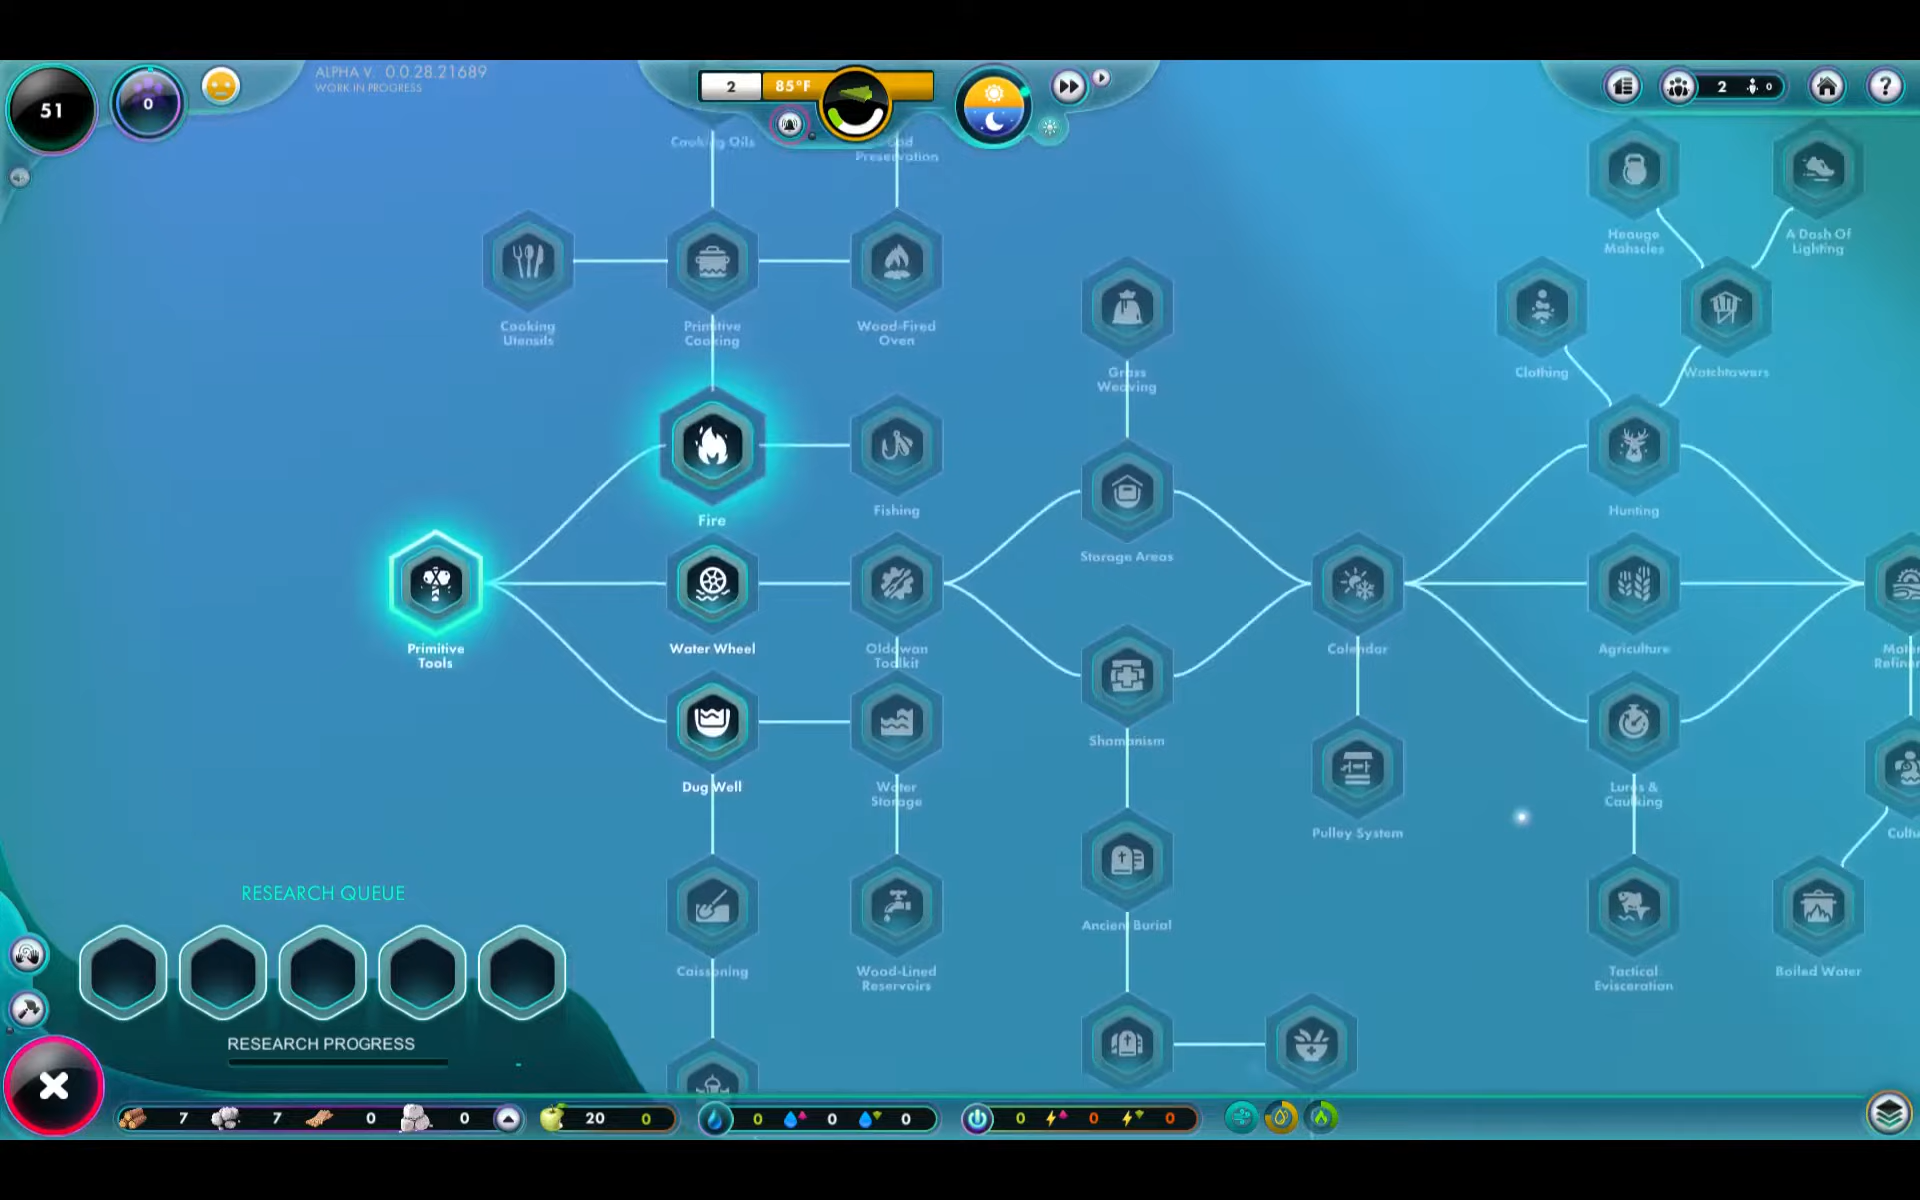 51
0
ALPHA V. 0.0.28.21689
WORK IN PROGRESS
2
85°F
2
0
?
Cooking Oils
Preservation
Cooking
Utensils
Primitive
Cooking
Wood-Fired
Oven
Heauge
Mahscles
A Dash Of
Lighting
Grass
Weaving
Clothing
Watchtowers
Fire
Fishing
Hunting
Storage Areas
Primitive
Tools
Water Wheel
Oldowan
Toolkit
Calendar
Agriculture
Shamanism
Dug Well
Water
Storage
Lures &
Caulking
Pulley System
Ancient Burial
Caissoning
Wood-Lined
Reservoirs
Tactical
Evisceration
Boiled Water
RESEARCH QUEUE
RESEARCH PROGRESS
7
7
0
0
20
0
0
0
0
0
0
0